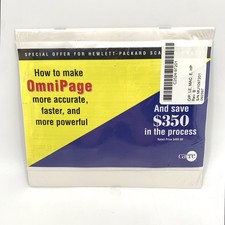 SPECIAL OFFER FOR HEWLETT-PACKARD SCA
How to make
OmniPage
more accurate,
faster, and
more powerful
And save
$350
in the process
Caere